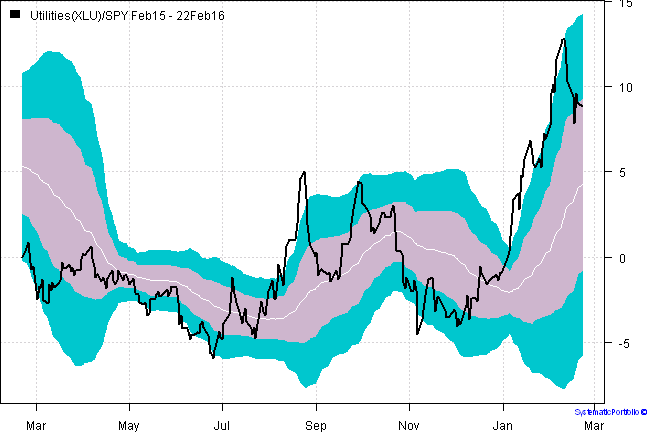 Utilities(XLU)/SPY Feb15 - 22Feb16
15
10
5
0
-5
Mar May Jul Sep Nov Jan Mar
SystematicPortfolio ©